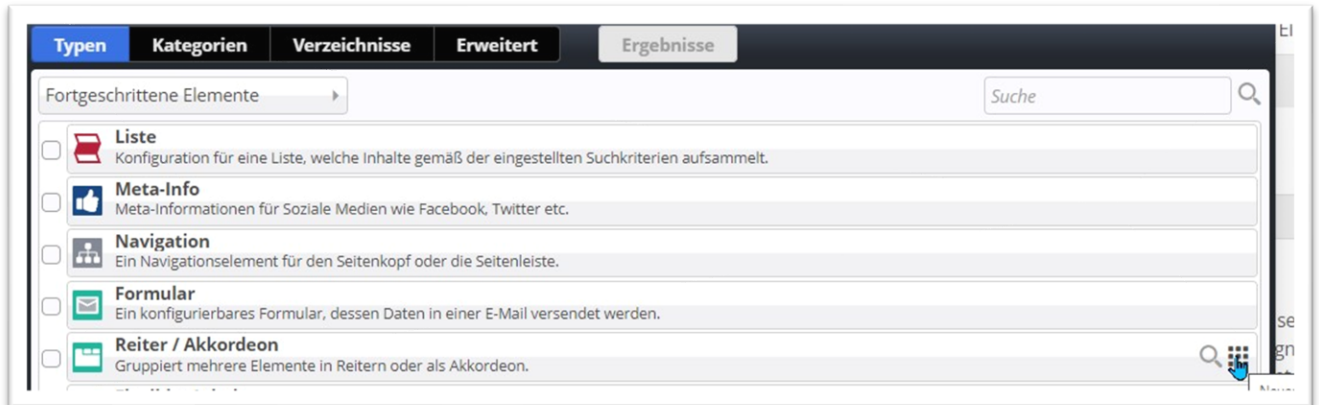 Typen Kategorien Verzeichnisse Erweitert Ergebnisse
Fortgeschrittene Elemente Suche
Liste
Konfiguration für eine Liste, welche Inhalte gemäß der eingestellten Suchkriterien aufsammelt.
Meta-Info
Meta-Informationen für Soziale Medien wie Facebook, Twitter etc.
Navigation
Ein Navigationselement für den Seitenkopf oder die Seitenleiste.
Formular
Ein konfigurierbares Formular, dessen Daten in einer E-Mail versendet werden.
Reiter / Akkordeon
Gruppiert mehrere Elemente in Reitern oder als Akkordeon.